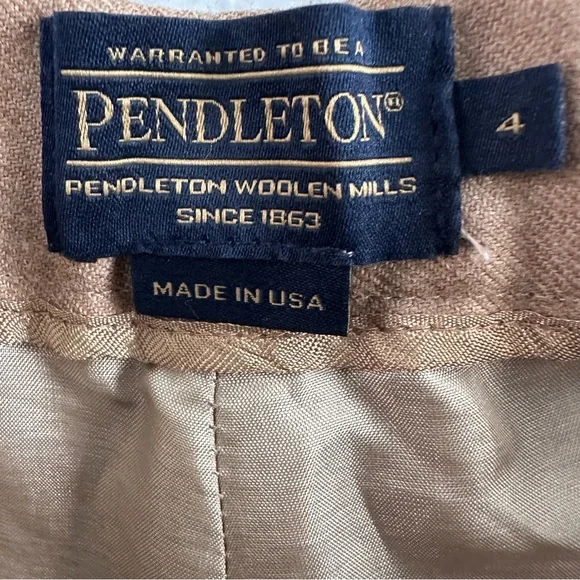 WARRANTED TO BE A
PENDLETON®
4
PENDLETON WOOLEN MILLS
SINCE 1863
MADE IN USA